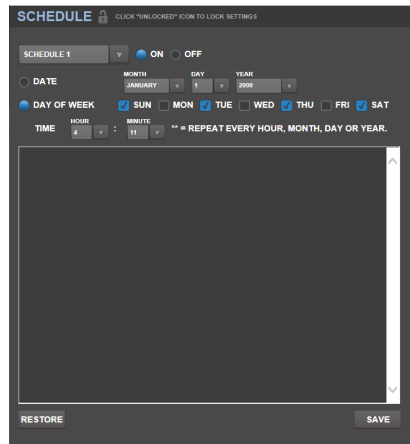 SCHEDULE CLICK "UNLOCKED" ICON TO LOCK SETTINGS
SCHEDULE 1 ON OFF
MONTH DAY YEAR
DATE JANUARY 1 2000
DAY OF WEEK SUN MON TUE WED THU FRI SAT
HOUR MINUTE
TIME 4 : 11 ** = REPEAT EVERY HOUR, MONTH, DAY OR YEAR.
RESTORE SAVE